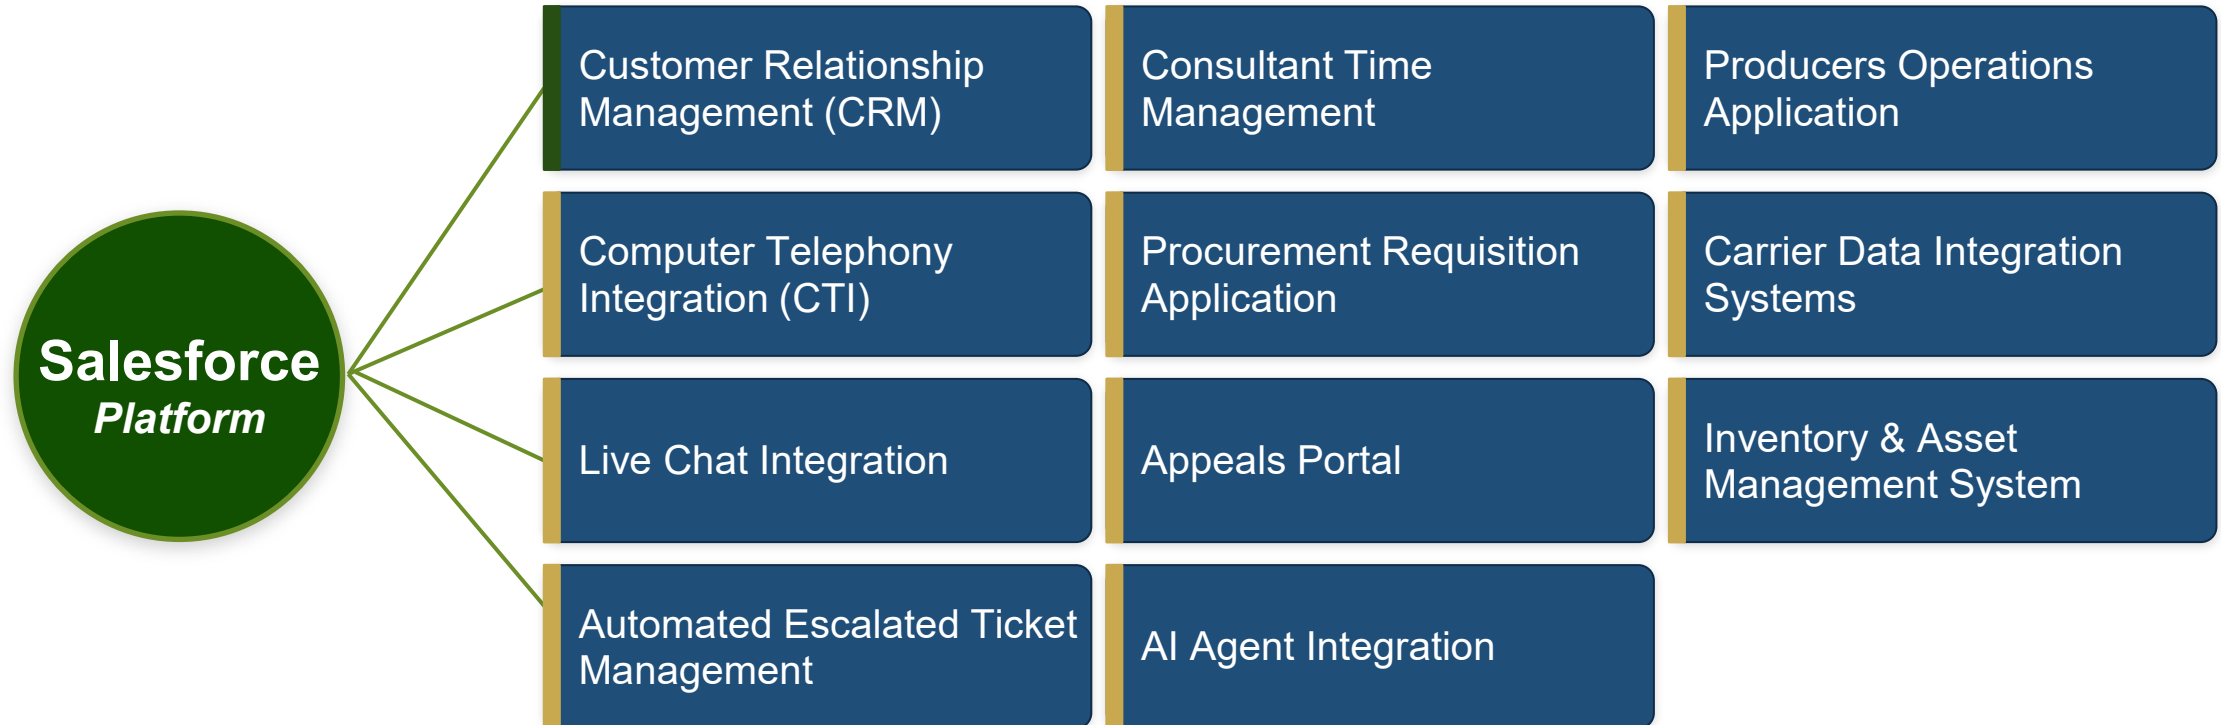 Salesforce
Platform
Customer Relationship
Management (CRM)
Computer Telephony
Integration (CTI)
Live Chat Integration
Automated Escalated Ticket
Management
Consultant Time
Management
Procurement Requisition
Application
Appeals Portal
AI Agent Integration
Producers Operations
Application
Carrier Data Integration
Systems
Inventory & Asset
Management System